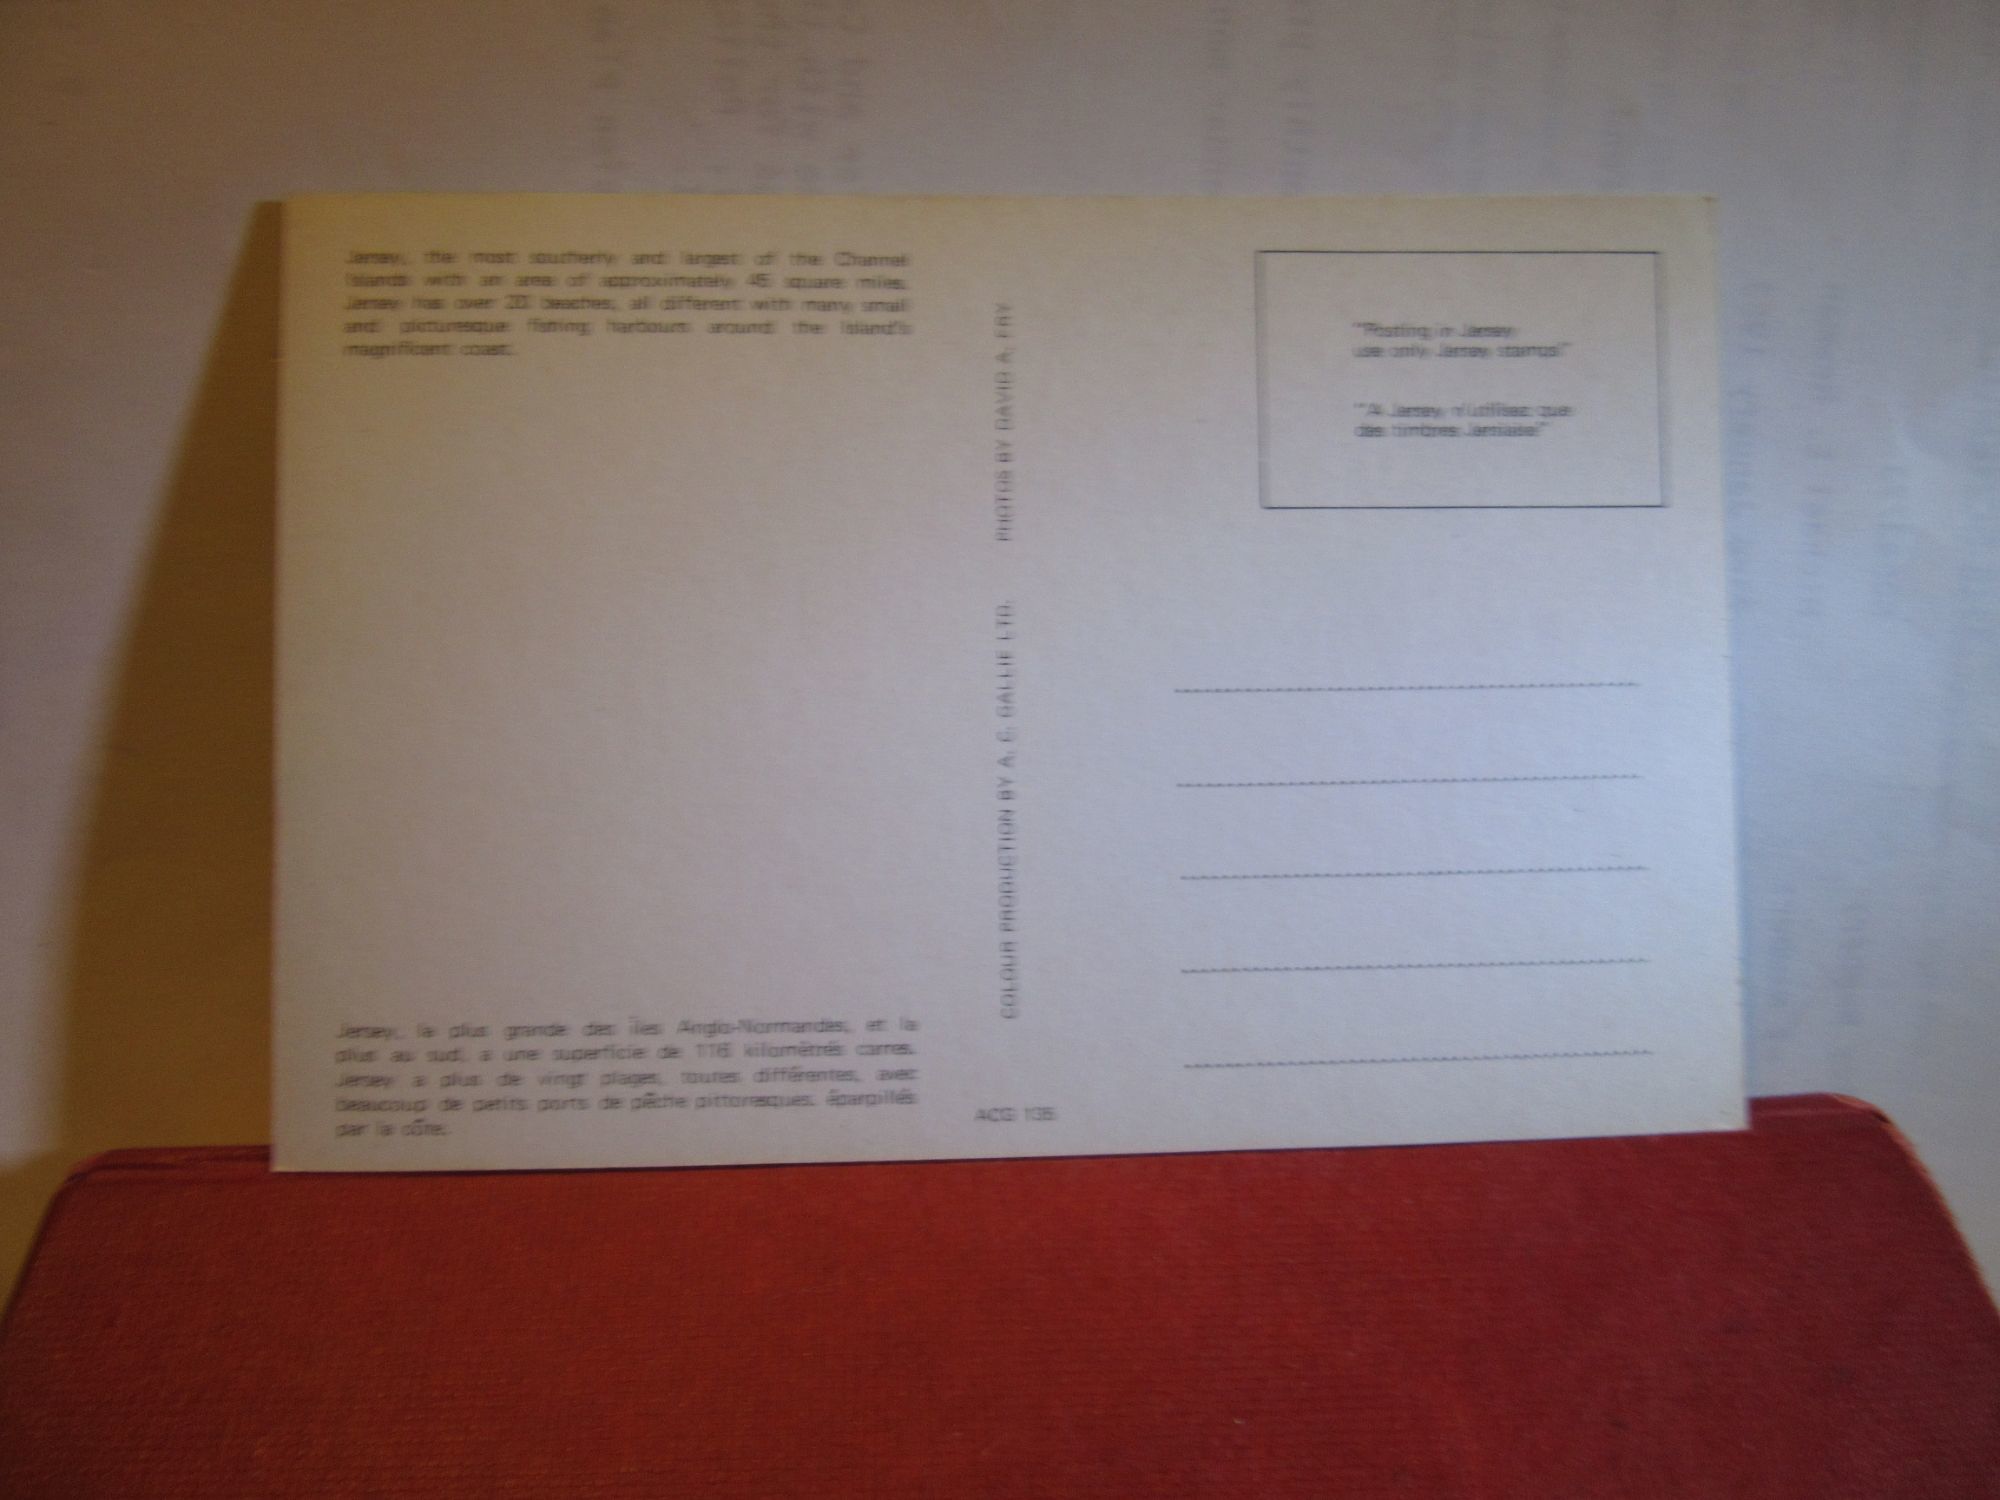 Jersey, the most southerly and largest of the Channel
Islands with an area of approximately 45 square miles.
Jersey has over 20 beaches, all different with many small
and picturesque fishing harbours around the Island's
magnificent coast.
Jersey, la plus grande des îles Anglo-Normandes, et la
plus au sud, a une superficie de 116 kilomètres carres.
Jersey a plus de vingt plages, toutes différentes, avec
beaucoup de petits ports de pêche pittoresques, éparpillés
par la côte.
COLOUR PRODUCTION BY A. C. GALLIE LTD. PHOTOS BY DAVID A. FRY
ACG 135
"Posting in Jersey
use only Jersey stamps"
"A Jersey n'utilisez que
des timbres Jersiase"